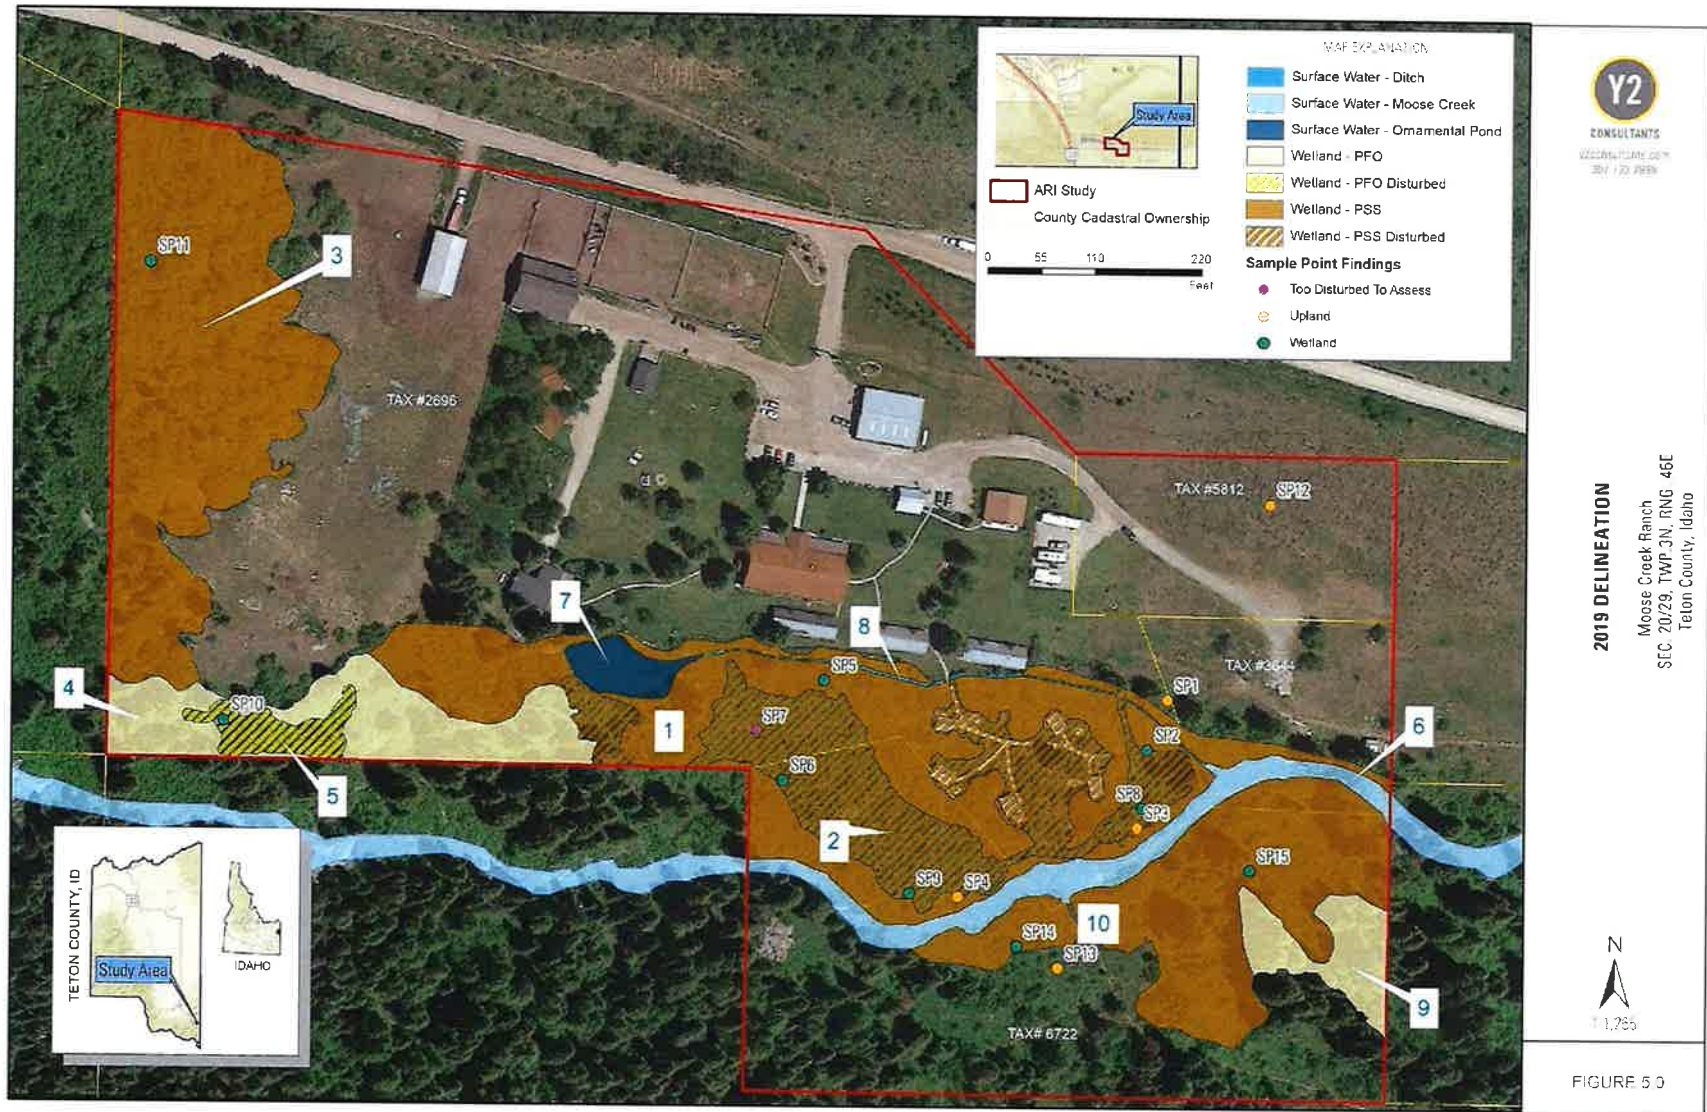 MAP EXPLANATION
Surface Water - Ditch
Surface Water - Moose Creek
Surface Water - Ornamental Pond
Wetland - PFO
Wetland - PFO Disturbed
Wetland - PSS
Wetland - PSS Disturbed
Sample Point Findings
Too Disturbed To Assess
Upland
Wetland
Study Area
ARI Study
County Cadastral Ownership
0 55 110 220
Feet
Y2
CONSULTANTS
2019 DELINEATION
Moose Creek Ranch
SEC. 20/29, TWP.3N, RNG. 46E
Teton County, Idaho
N
FIGURE 5.0
SP11
3
TAX #2696
TAX #5812
SP12
7
8
TAX #3644
SP5
SP1
4
SP10
1
SP7
SP2
6
5
SP6
SP8
SP3
2
SP15
SP9
SP4
10
SP14
SP13
9
TAX# 6722
TETON COUNTY, ID
Study Area
IDAHO